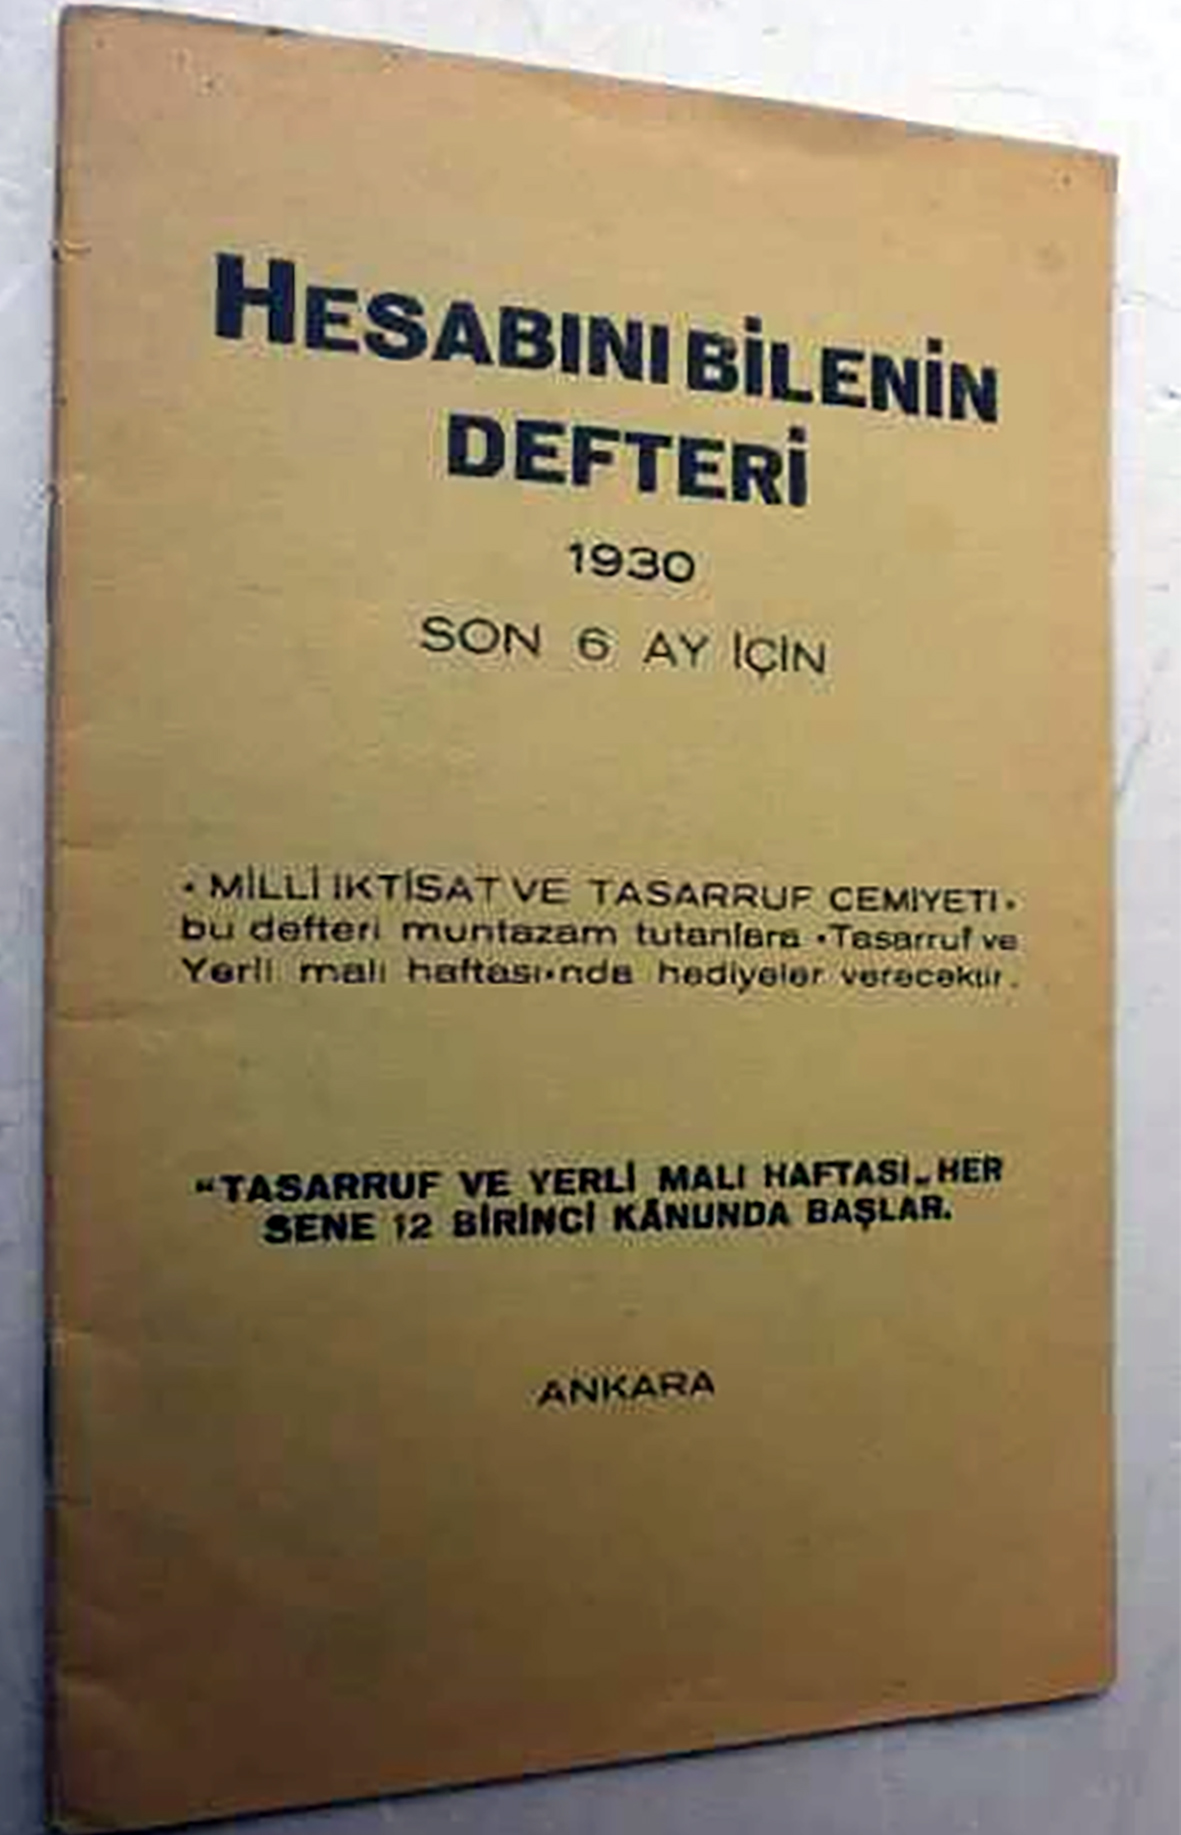 HESABINI BİLENİN
DEFTERİ
1930
SON 6 AY İÇİN
• MİLLİ IKTİSAT VE TASARRUF CEMIYETI •
bu defteri muntazam tutanlara •Tasarruf ve
Yerli malı haftası•nda hediyeler verecektir.
“TASARRUF VE YERLİ MALI HAFTASI„ HER
SENE 12 BİRİNCİ KÂNUNDA BAŞLAR.
ANKARA